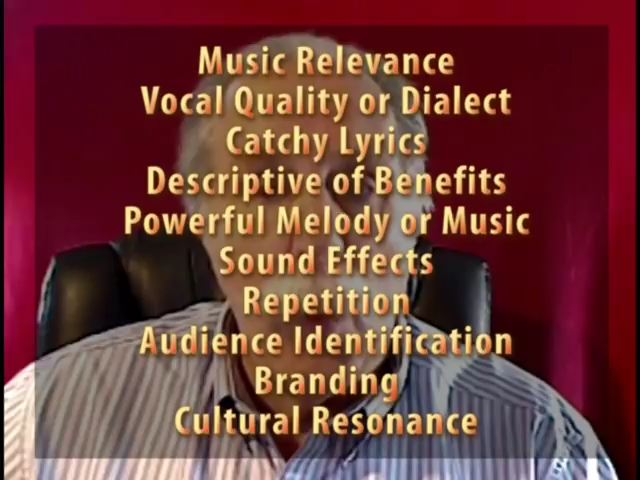 Music Relevance
Vocal Quality or Dialect
Catchy Lyrics
Descriptive of Benefits
Powerful Melody or Music
Sound Effects
Repetition
Audience Identification
Branding
Cultural Resonance